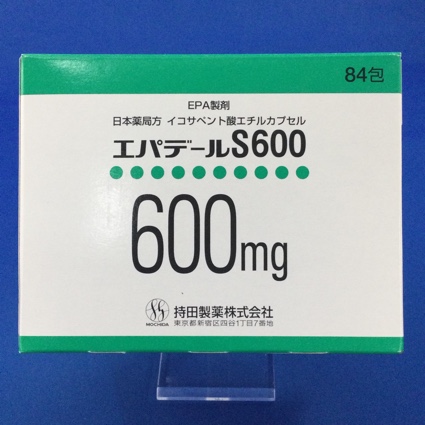 84包
EPA製剤
日本薬局方 イコサペント酸エチルカプセル
エパデールS600
600mg
MOCHIDA
持田製薬株式会社
東京都新宿区四谷1丁目7番地